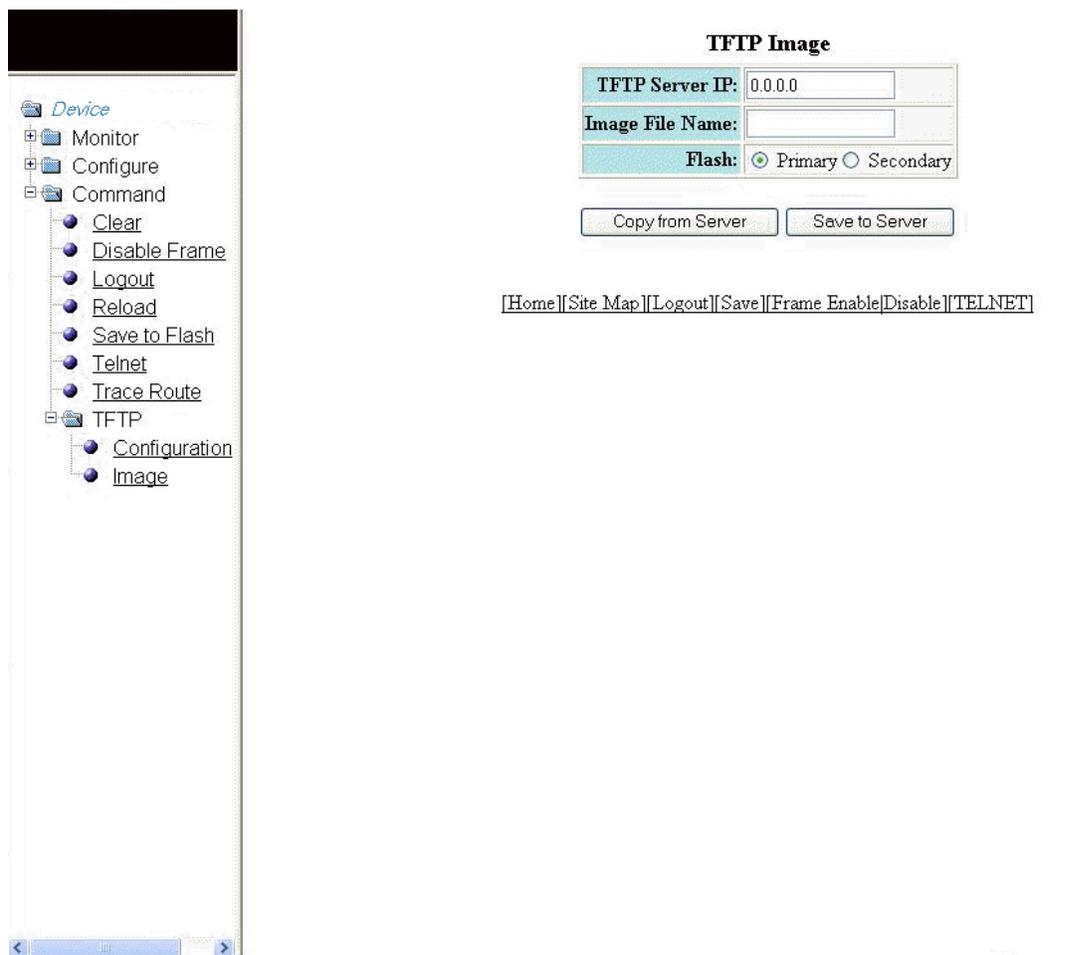 Device
Monitor
Configure
Command
Clear
Disable Frame
Logout
Reload
Save to Flash
Telnet
Trace Route
TFTP
Configuration
Image
TFTP Image
TFTP Server IP: 0.0.0.0
Image File Name:
Flash: Primary Secondary
Copy from Server Save to Server
[Home][Site Map][Logout][Save][Frame Enable|Disable][TELNET]